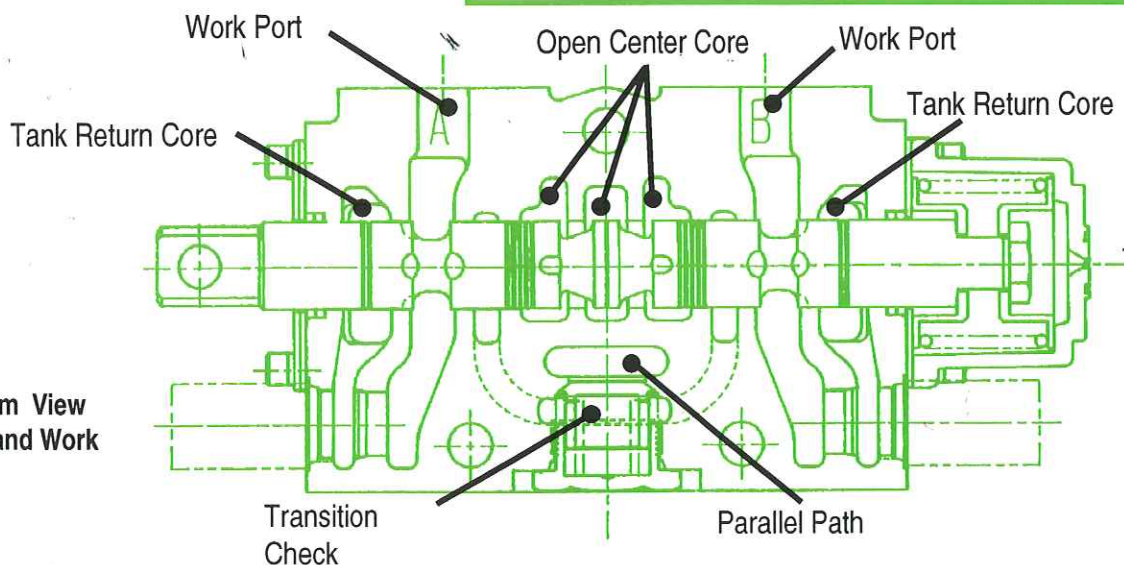 Work Port
Open Center Core
Work Port
Tank Return Core
Tank Return Core
A
B
m View
and Work
Transition
Check
Parallel Path